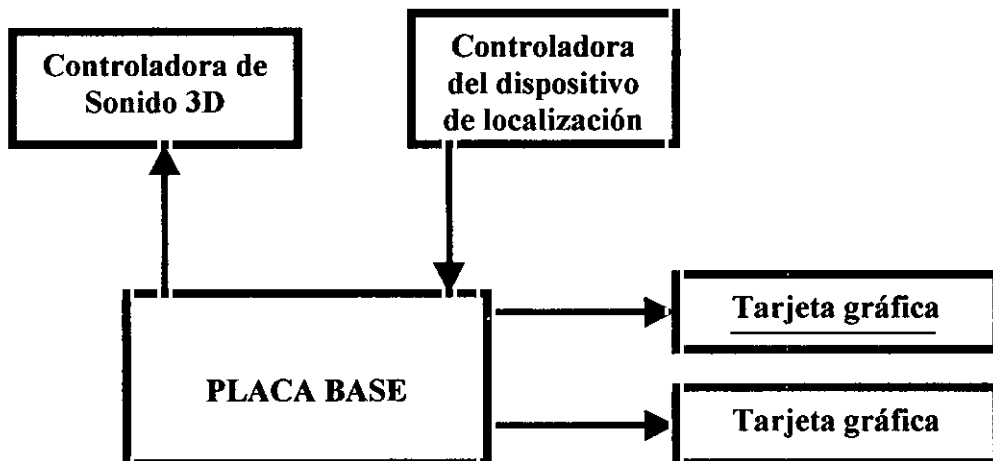 Controladora de
Sonido 3D
Controladora
del dispositivo
de localización
Tarjeta gráfica
PLACA BASE
Tarjeta gráfica